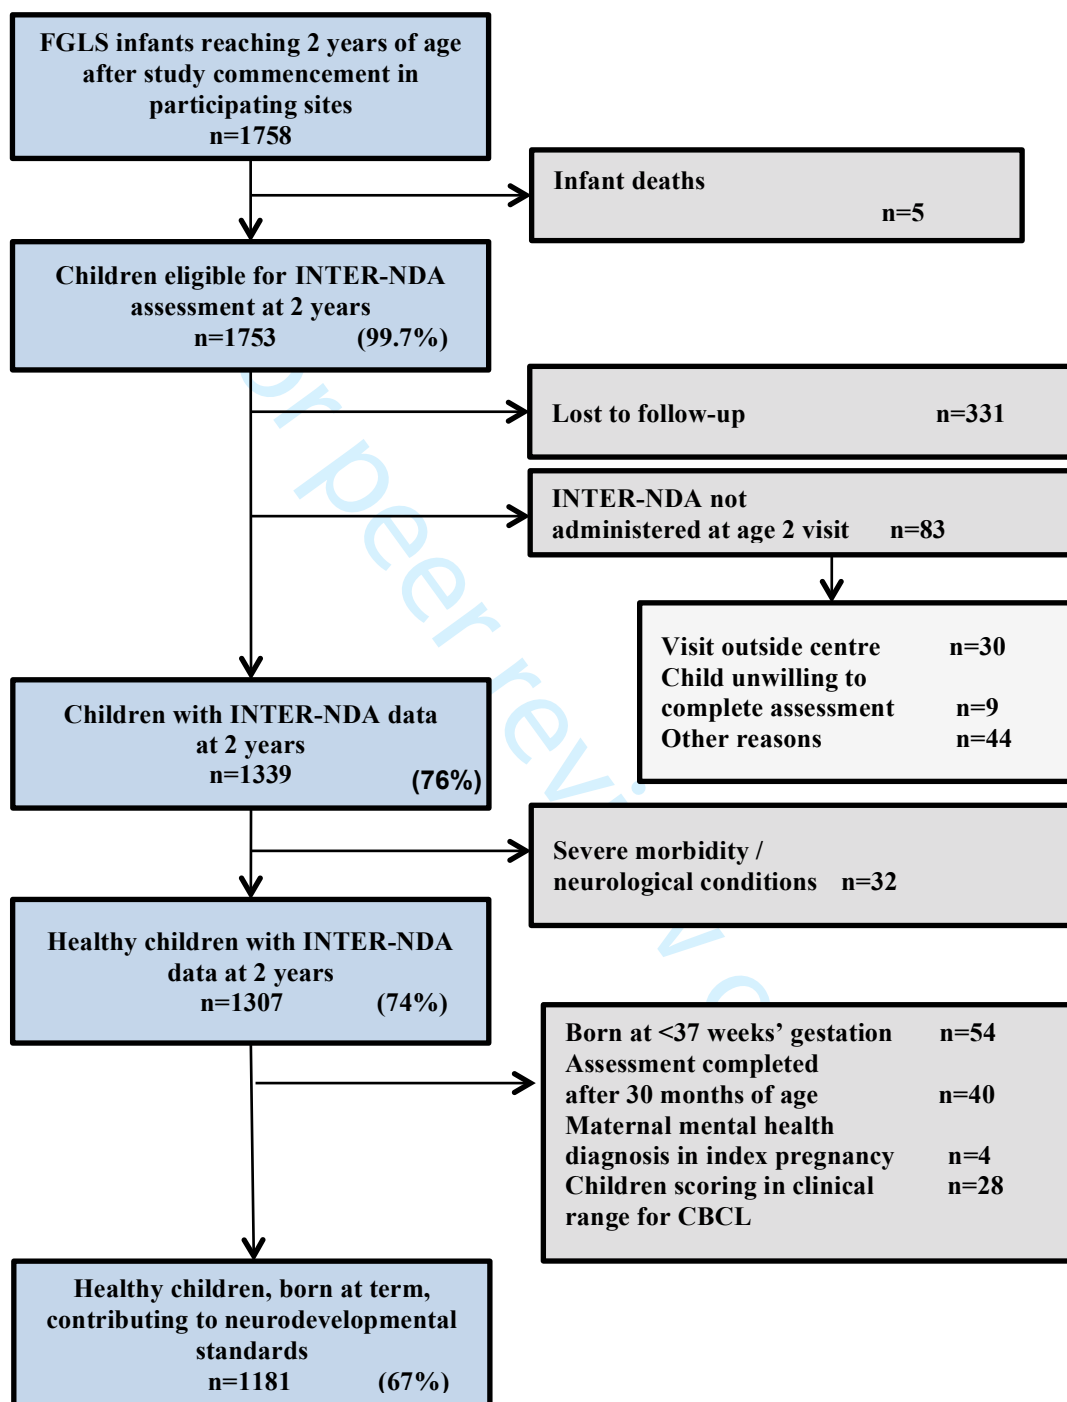 FGLS infants reaching 2 years of age
after study commencement in
participating sites
n=1758
Infant deaths
n=5
Children eligible for INTER-NDA
assessment at 2 years
n=1753 (99.7%)
Lost to follow-up n=331
INTER-NDA not
administered at age 2 visit n=83
Visit outside centre n=30
Child unwilling to
complete assessment n=9
Other reasons n=44
Children with INTER-NDA data
at 2 years
n=1339 (76%)
Severe morbidity /
neurological conditions n=32
Healthy children with INTER-NDA
data at 2 years
n=1307 (74%)
Born at <37 weeks’ gestation n=54
Assessment completed
after 30 months of age n=40
Maternal mental health
diagnosis in index pregnancy n=4
Children scoring in clinical n=28
range for CBCL
Healthy children, born at term,
contributing to neurodevelopmental
standards
n=1181 (67%)
or peer review